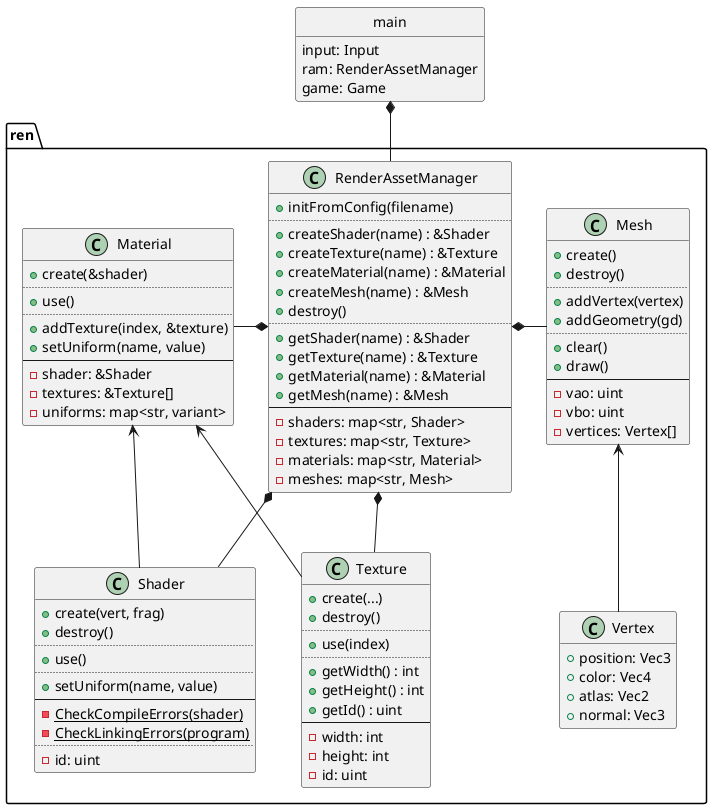 main
input: Input
ram: RenderAssetManager
game: Game
ren
C RenderAssetManager
initFromConfig(filename)
createShader(name) : &Shader
createTexture(name) : &Texture
createMaterial(name) : &Material
createMesh(name) : &Mesh
destroy()
getShader(name) : &Shader
getTexture(name) : &Texture
getMaterial(name) : &Material
getMesh(name) : &Mesh
shaders: map<str, Shader>
textures: map<str, Texture>
materials: map<str, Material>
meshes: map<str, Mesh>
C Material
create(&shader)
use()
addTexture(index, &texture)
setUniform(name, value)
shader: &Shader
textures: &Texture[]
uniforms: map<str, variant>
C Mesh
create()
destroy()
addVertex(vertex)
addGeometry(gd)
clear()
draw()
vao: uint
vbo: uint
vertices: Vertex[]
C Shader
create(vert, frag)
destroy()
use()
setUniform(name, value)
CheckCompileErrors(shader)
CheckLinkingErrors(program)
id: uint
C Texture
create(...)
destroy()
use(index)
getWidth() : int
getHeight() : int
getId() : uint
width: int
height: int
id: uint
C Vertex
position: Vec3
color: Vec4
atlas: Vec2
normal: Vec3